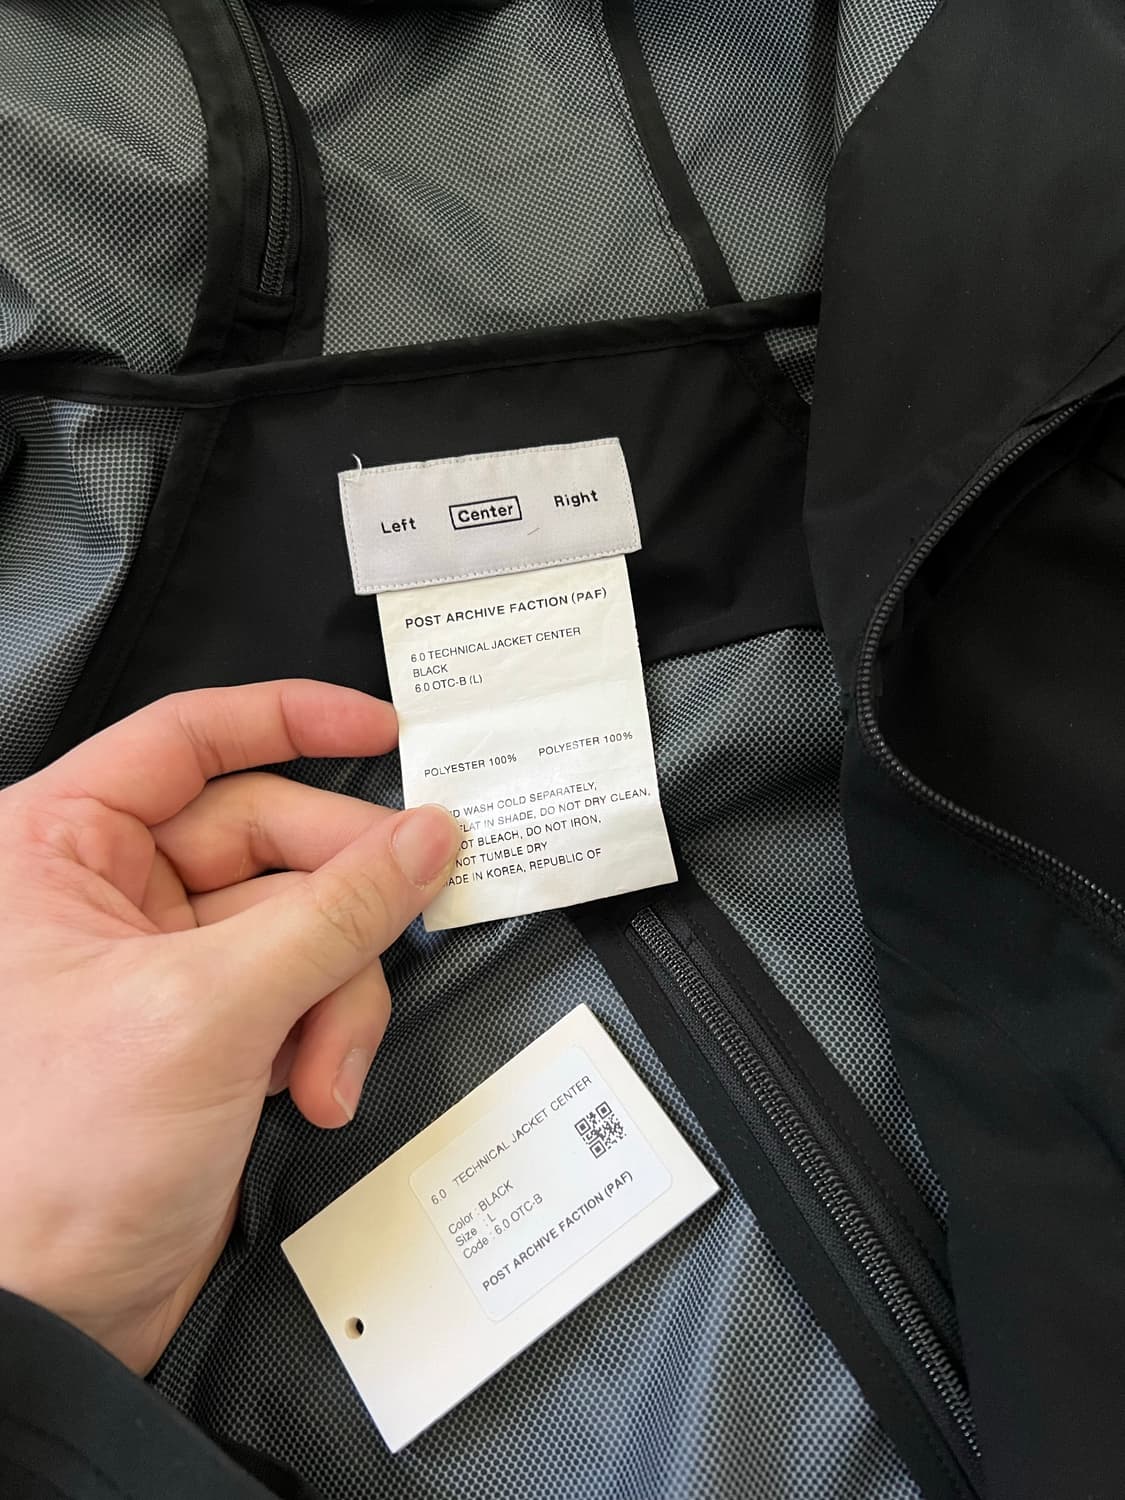 Left Center Right
POST ARCHIVE FACTION (PAF)
6.0 TECHNICAL JACKET CENTER
BLACK
6.0 OTC-B (L)
POLYESTER 100% POLYESTER 100%
WASH COLD SEPARATELY,
FLAT IN SHADE, DO NOT DRY CLEAN,
BLEACH, DO NOT IRON,
NOT TUMBLE DRY
IN KOREA, REPUBLIC OF
6.0 TECHNICAL JACKET CENTER
Color : BLACK
Size : L
Code : 6.0 OTC-B
POST ARCHIVE FACTION (PAF)